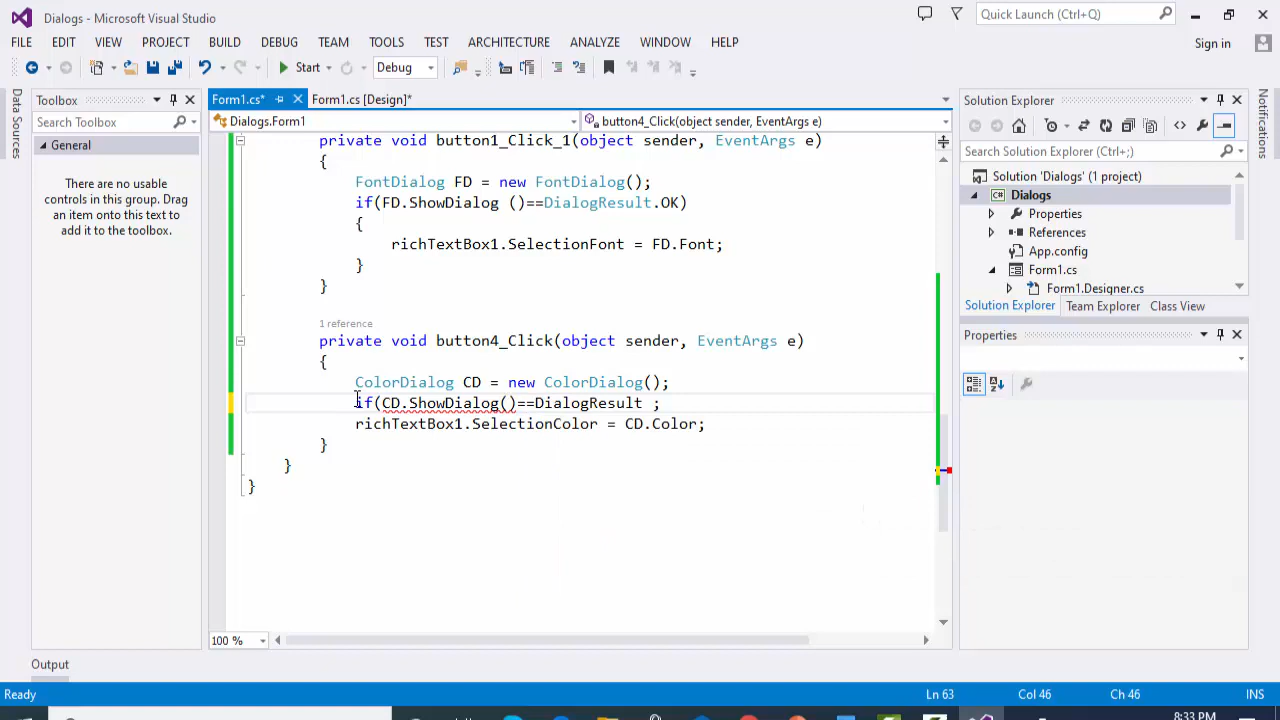 Dialogs - Microsoft Visual Studio
Quick Launch (Ctrl+Q)
FILE EDIT VIEW PROJECT BUILD DEBUG TEAM TOOLS TEST ARCHITECTURE ANALYZE WINDOW HELP
Sign in
Start Debug
Data Sources
Toolbox
Search Toolbox
General
There are no usable
controls in this group. Drag
an item onto this text to
add it to the toolbox.
Form1.cs* Form1.cs [Design]*
Dialogs.Form1 button4_Click(object sender, EventArgs e)
private void button1_Click_1(object sender, EventArgs e)
{
FontDialog FD = new FontDialog();
if(FD.ShowDialog ()==DialogResult.OK)
{
richTextBox1.SelectionFont = FD.Font;
}
}
1 reference
private void button4_Click(object sender, EventArgs e)
{
ColorDialog CD = new ColorDialog();
if(CD.ShowDialog()==DialogResult ;
richTextBox1.SelectionColor = CD.Color;
}
}
}
100 %
Solution Explorer
Search Solution Explorer (Ctrl+;)
Solution 'Dialogs' (1 project)
C# Dialogs
Properties
References
App.config
Form1.cs
Form1.Designer.cs
Solution Explorer Team Explorer Class View
Properties
Notifications
Output
Ready Ln 63 Col 46 Ch 46 INS
8:33 PM